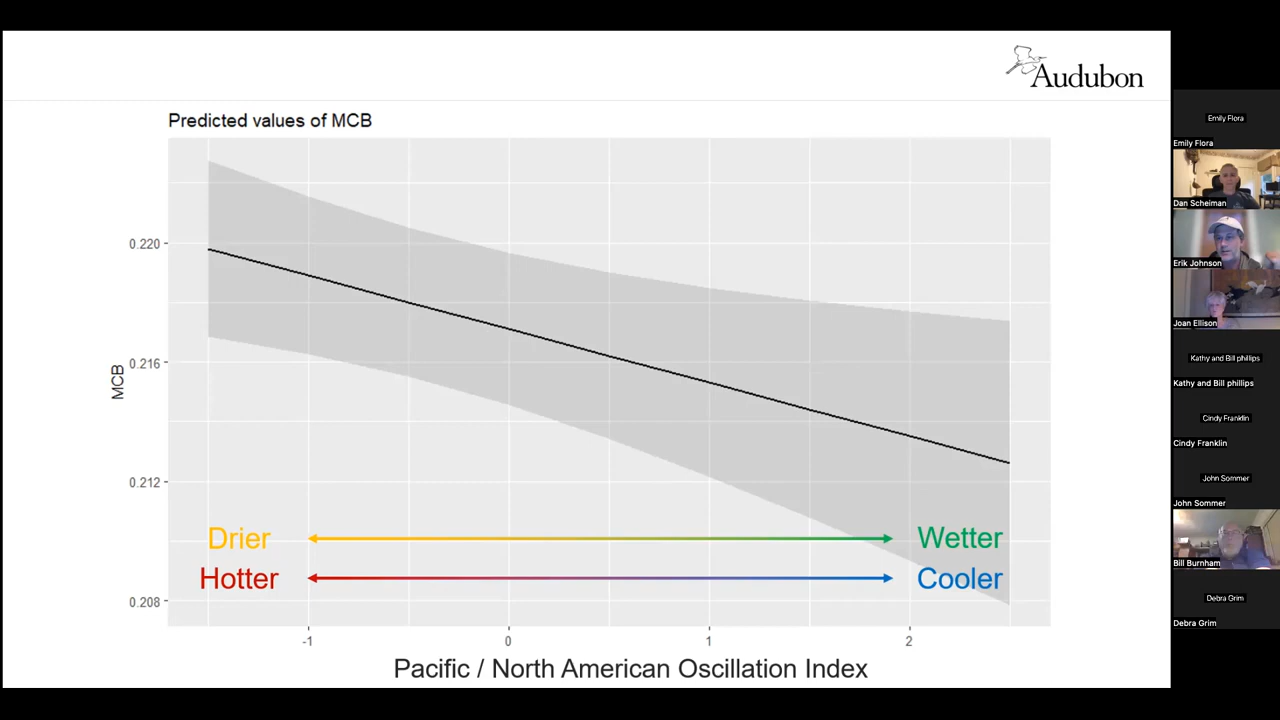 Audubon
Predicted values of MCB
0.220
0.216
0.212
0.208
MCB
Drier
Wetter
Hotter
Cooler
-1
0
1
2
Pacific / North American Oscillation Index
Emily Flora
Emily Flora
Dan Scheiman
Erik Johnson
Joan Ellison
Kathy and Bill phillips
Kathy and Bill phillips
Cindy Franklin
Cindy Franklin
John Sommer
John Sommer
Bill Burnham
Debra Grim
Debra Grim